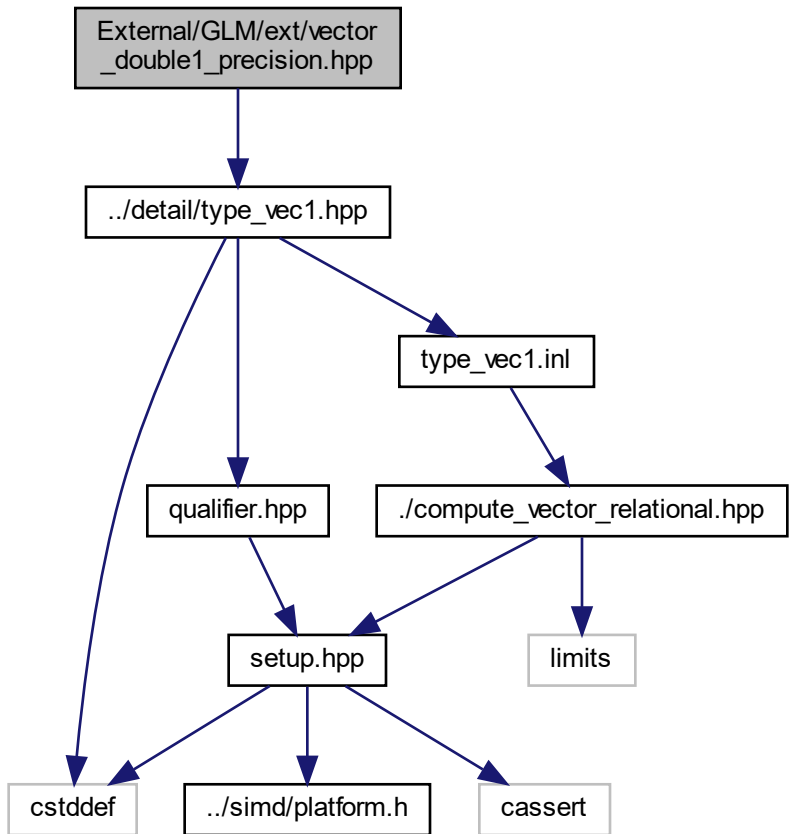 External/GLM/ext/vector
_double1_precision.hpp
../detail/type_vec1.hpp
type_vec1.inl
qualifier.hpp
./compute_vector_relational.hpp
setup.hpp
limits
cstddef
../simd/platform.h
cassert